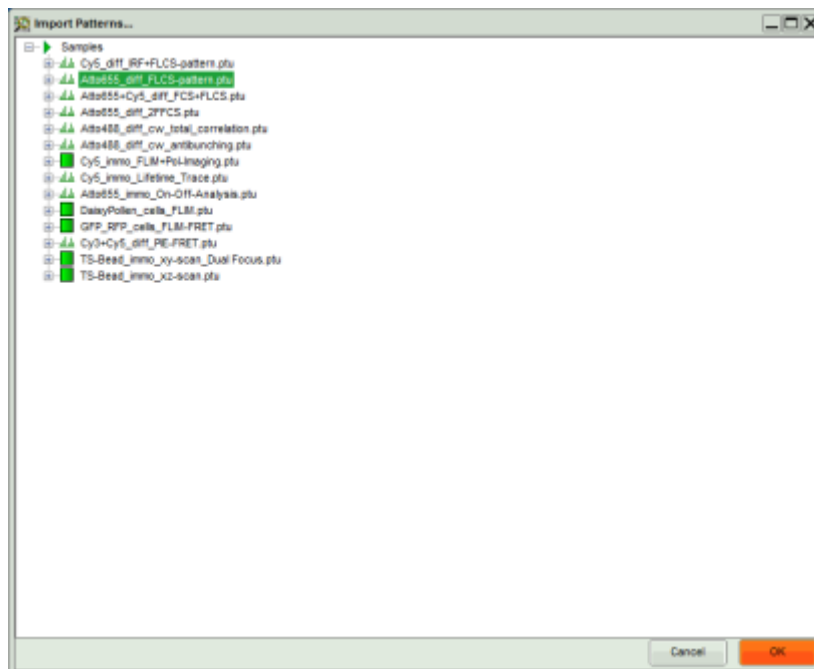 Import Patterns...
Samples
Cy5_diff_IRF+FLCS-pattern.ptu
Atto655_diff_FLCS-pattern.ptu
Atto655+Cy5_diff_FCS+FLCS.ptu
Atto655_diff_2FFCS.ptu
Atto488_diff_cw_total_correlation.ptu
Atto488_diff_cw_antibunching.ptu
Cy5_immo_FLIM+Pol-Imaging.ptu
Cy5_immo_Lifetime_Trace.ptu
Atto655_immo_On-Off-Analysis.ptu
DaisyPollen_cells_FLIM.ptu
GFP_RFP_cells_FLIM-FRET.ptu
Cy3+Cy5_diff_PIE-FRET.ptu
TS-Bead_immo_xy-scan_Dual Focus.ptu
TS-Bead_immo_xz-scan.ptu
Cancel OK